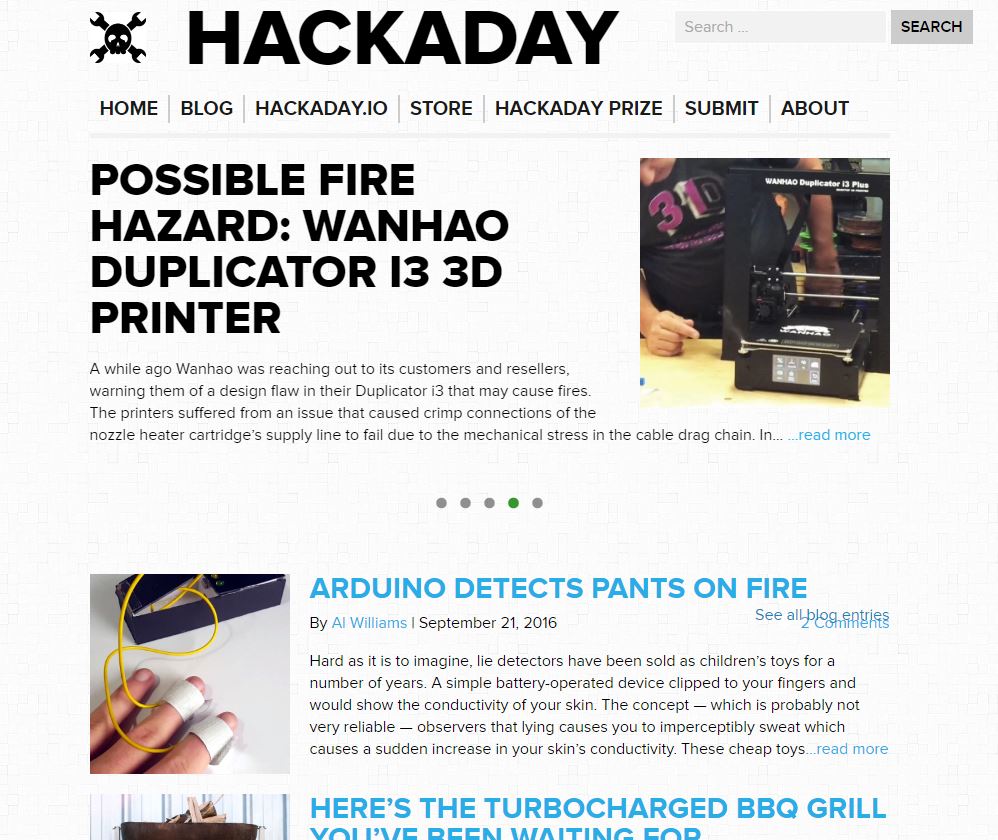 HACKADAY
Search ...
SEARCH
HOME
BLOG
HACKADAY.IO
STORE
HACKADAY PRIZE
SUBMIT
ABOUT
POSSIBLE FIRE
HAZARD: WANHAO
DUPLICATOR I3 3D
PRINTER
A while ago Wanhao was reaching out to its customers and resellers,
warning them of a design flaw in their Duplicator i3 that may cause fires.
The printers suffered from an issue that caused crimp connections of the
nozzle heater cartridge's supply line to fail due to the mechanical stress in the cable drag chain. In... ...read more
WANHAO Duplicator i3 Plus
WANHAO
ARDUINO DETECTS PANTS ON FIRE
See all blog entries
By Al Williams | September 21, 2016
2 Comments
Hard as it is to imagine, lie detectors have been sold as children's toys for a
number of years. A simple battery-operated device clipped to your fingers and
would show the conductivity of your skin. The concept — which is probably not
very reliable — observers that lying causes you to imperceptibly sweat which
causes a sudden increase in your skin's conductivity. These cheap toys...read more
HERE'S THE TURBOCHARGED BBQ GRILL
YOU'VE BEEN WAITING FOR